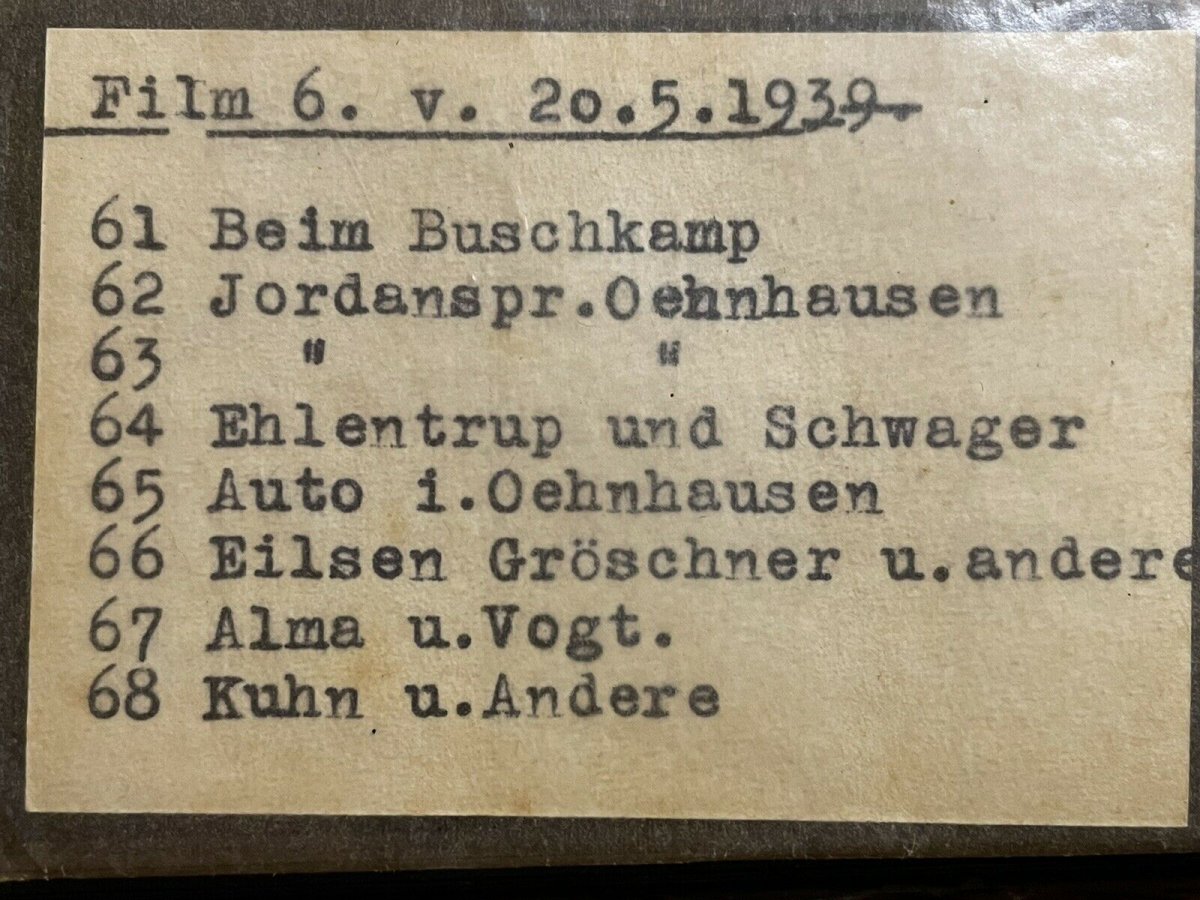 Film 6. v. 2o.5.1939.
61 Beim Buschkamp
62 Jordanspr.Oehnhausen
63 " "
64 Ehlentrup und Schwager
65 Auto i.Oehnhausen
66 Eilsen Gröschner u.andere
67 Alma u.Vogt.
68 Kuhn u.Andere